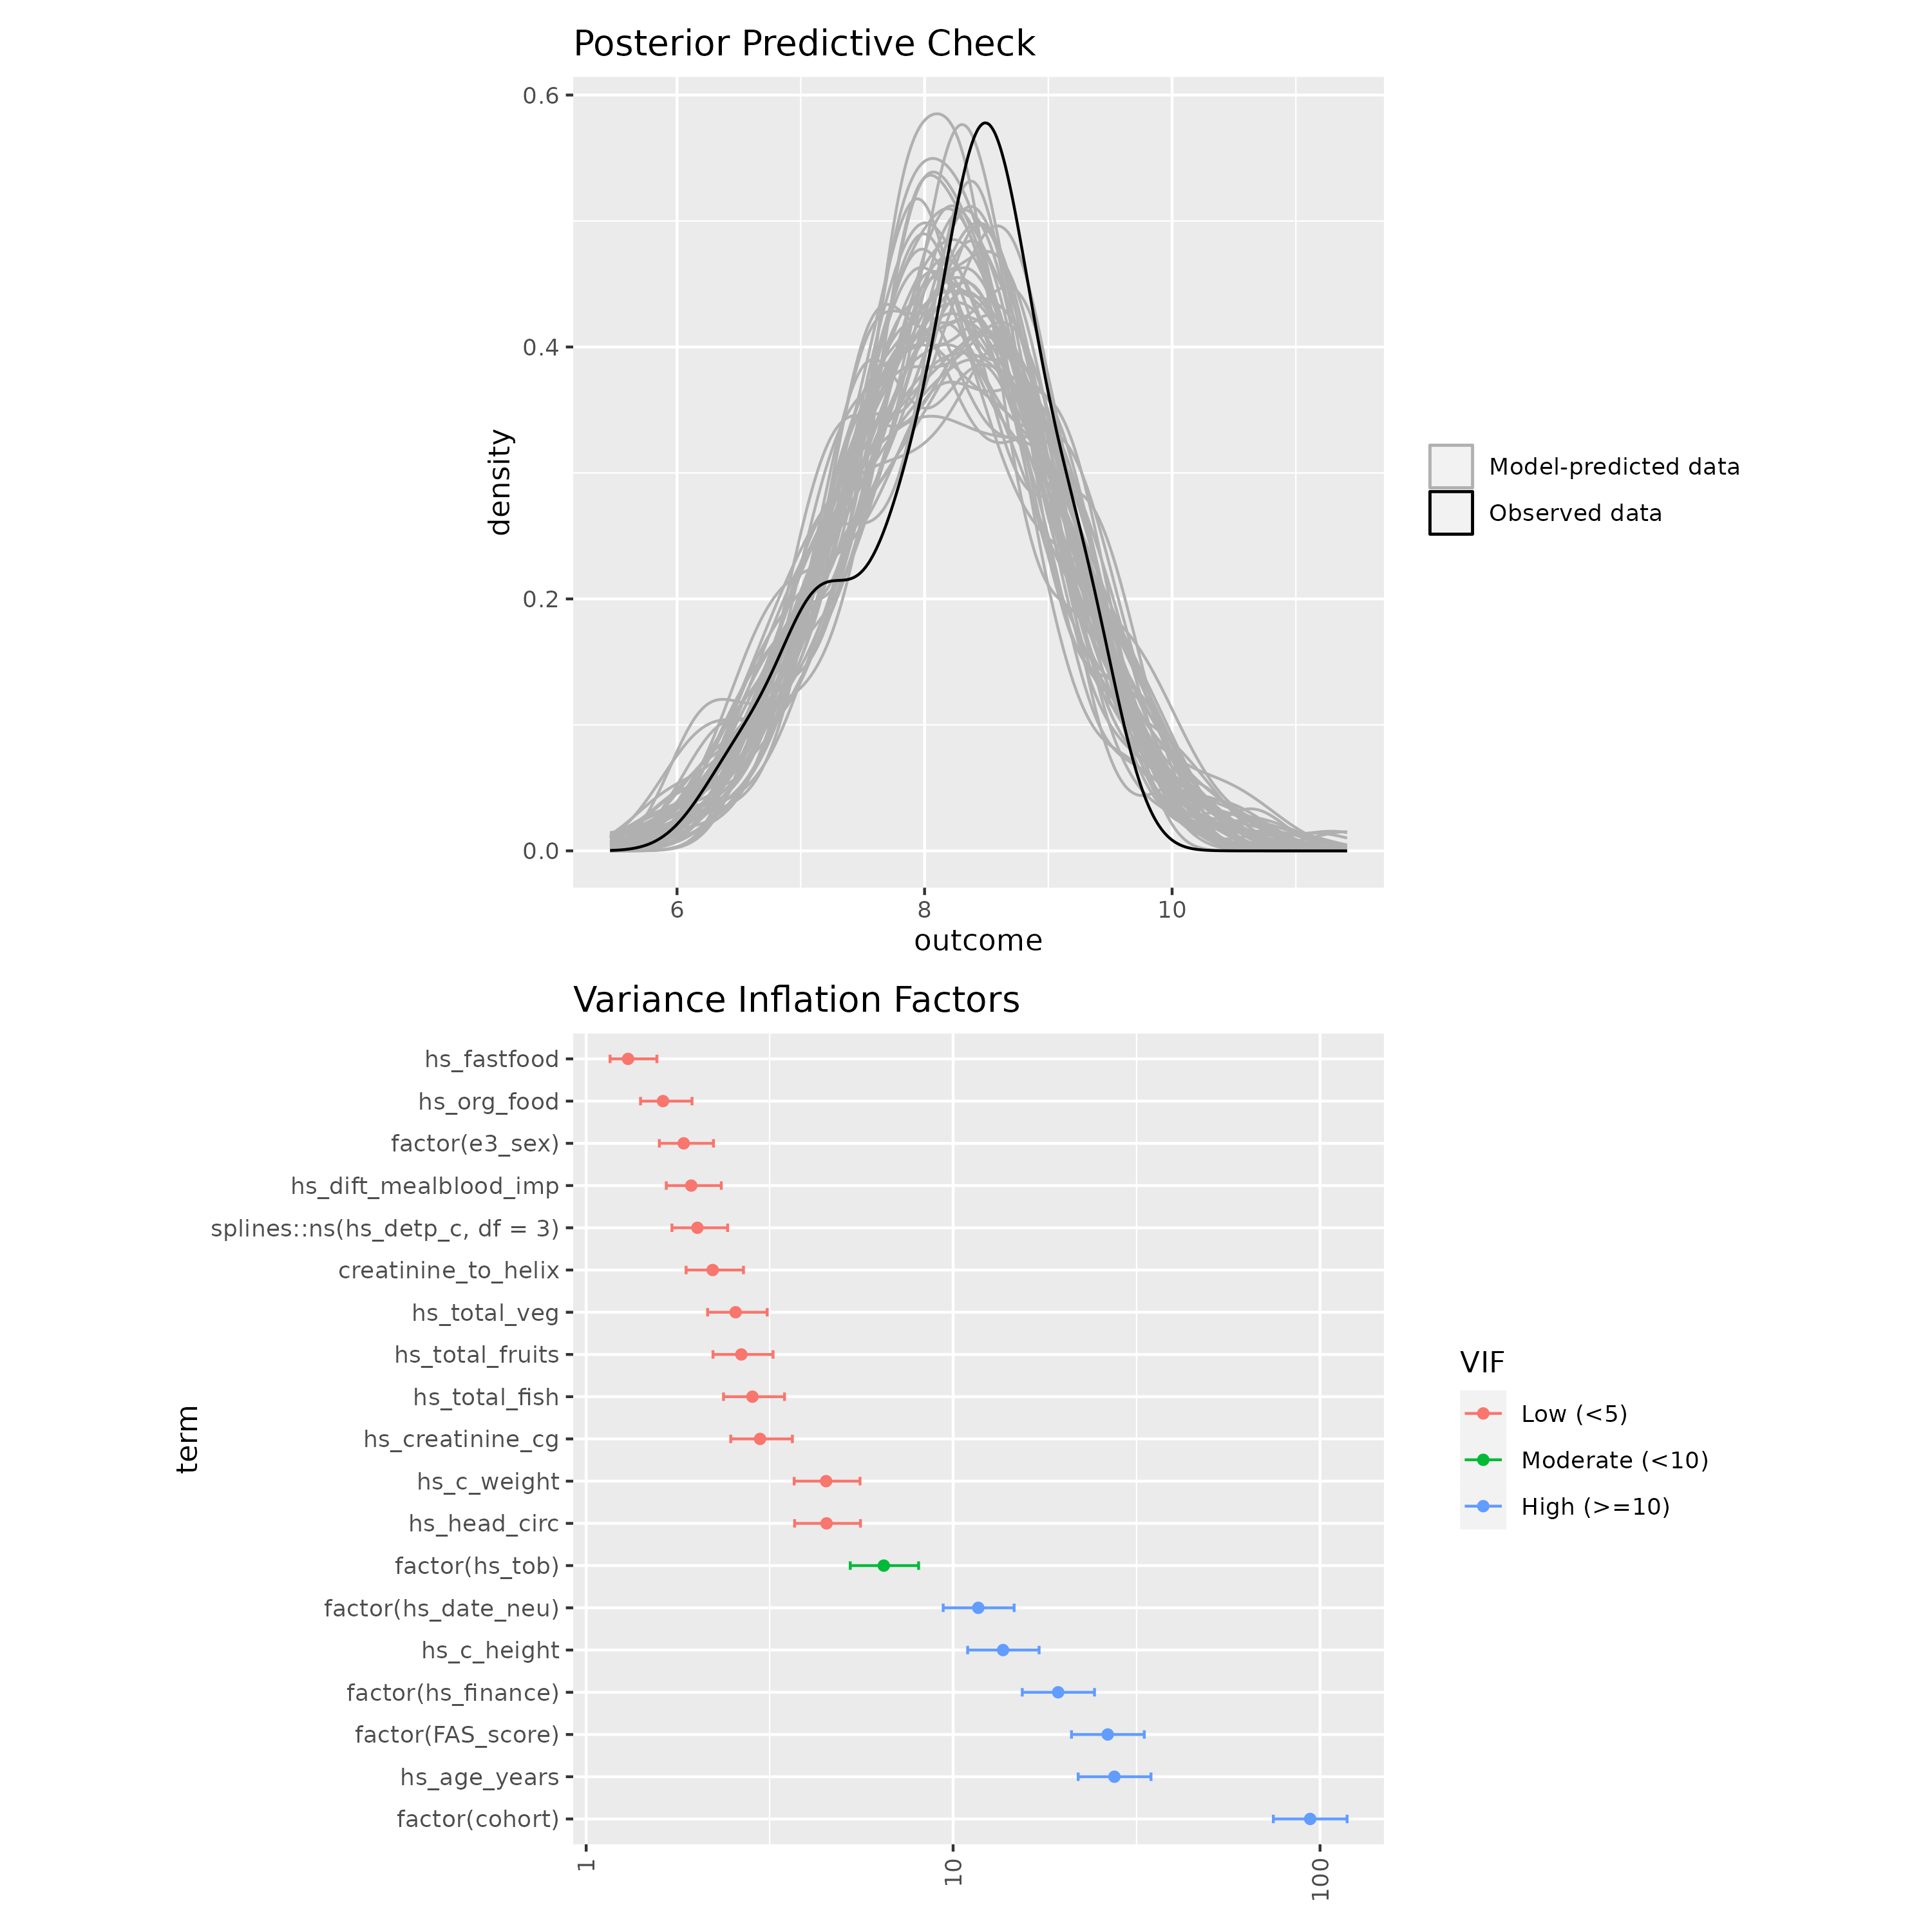 Posterior Predictive Check
0.6
0.4
0.2
0.0
density
6
8
10
outcome
Model-predicted data
Observed data
Variance Inflation Factors
term
hs_fastfood
hs_org_food
factor(e3_sex)
hs_dift_mealblood_imp
splines::ns(hs_detp_c, df = 3)
creatinine_to_helix
hs_total_veg
hs_total_fruits
hs_total_fish
hs_creatinine_cg
hs_c_weight
hs_head_circ
factor(hs_tob)
factor(hs_date_neu)
hs_c_height
factor(hs_finance)
factor(FAS_score)
hs_age_years
factor(cohort)
1
10
100
VIF
Low (<5)
Moderate (<10)
High (>=10)